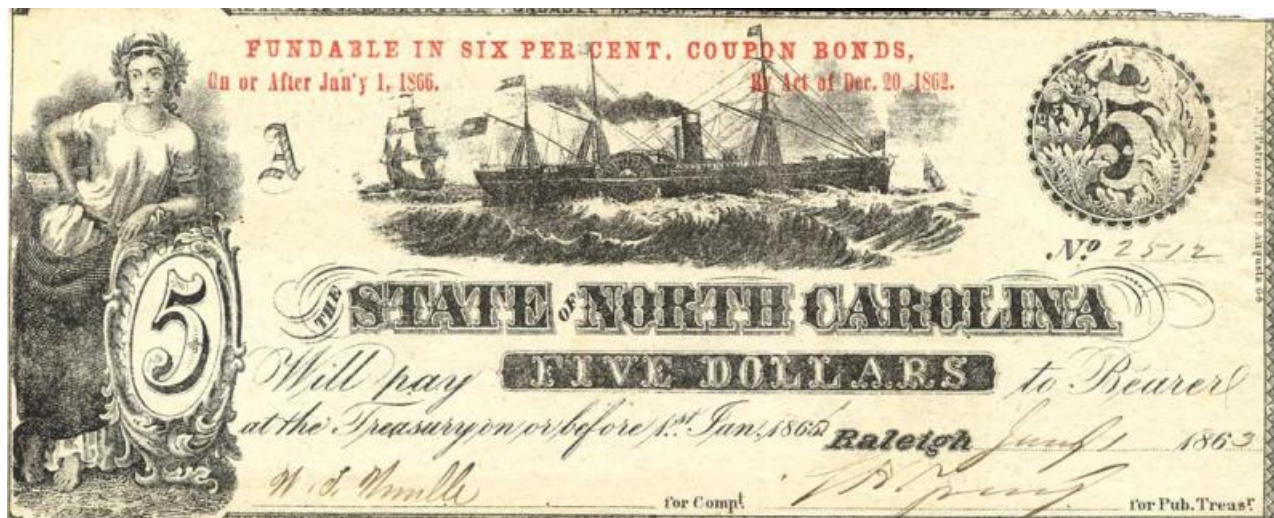 FUNDABLE IN SIX PER CENT. COUPON BONDS,
On or After Jan'y 1, 1866. By Act of Dec. 20 1862.
A
5
Nº 2512
THE STATE OF NORTH CAROLINA
5
Will pay FIVE DOLLARS to Bearer
at the Treasury on or before 1st Jan. 186
Raleigh June 1 1863
for Compt
for Pub. Treasr